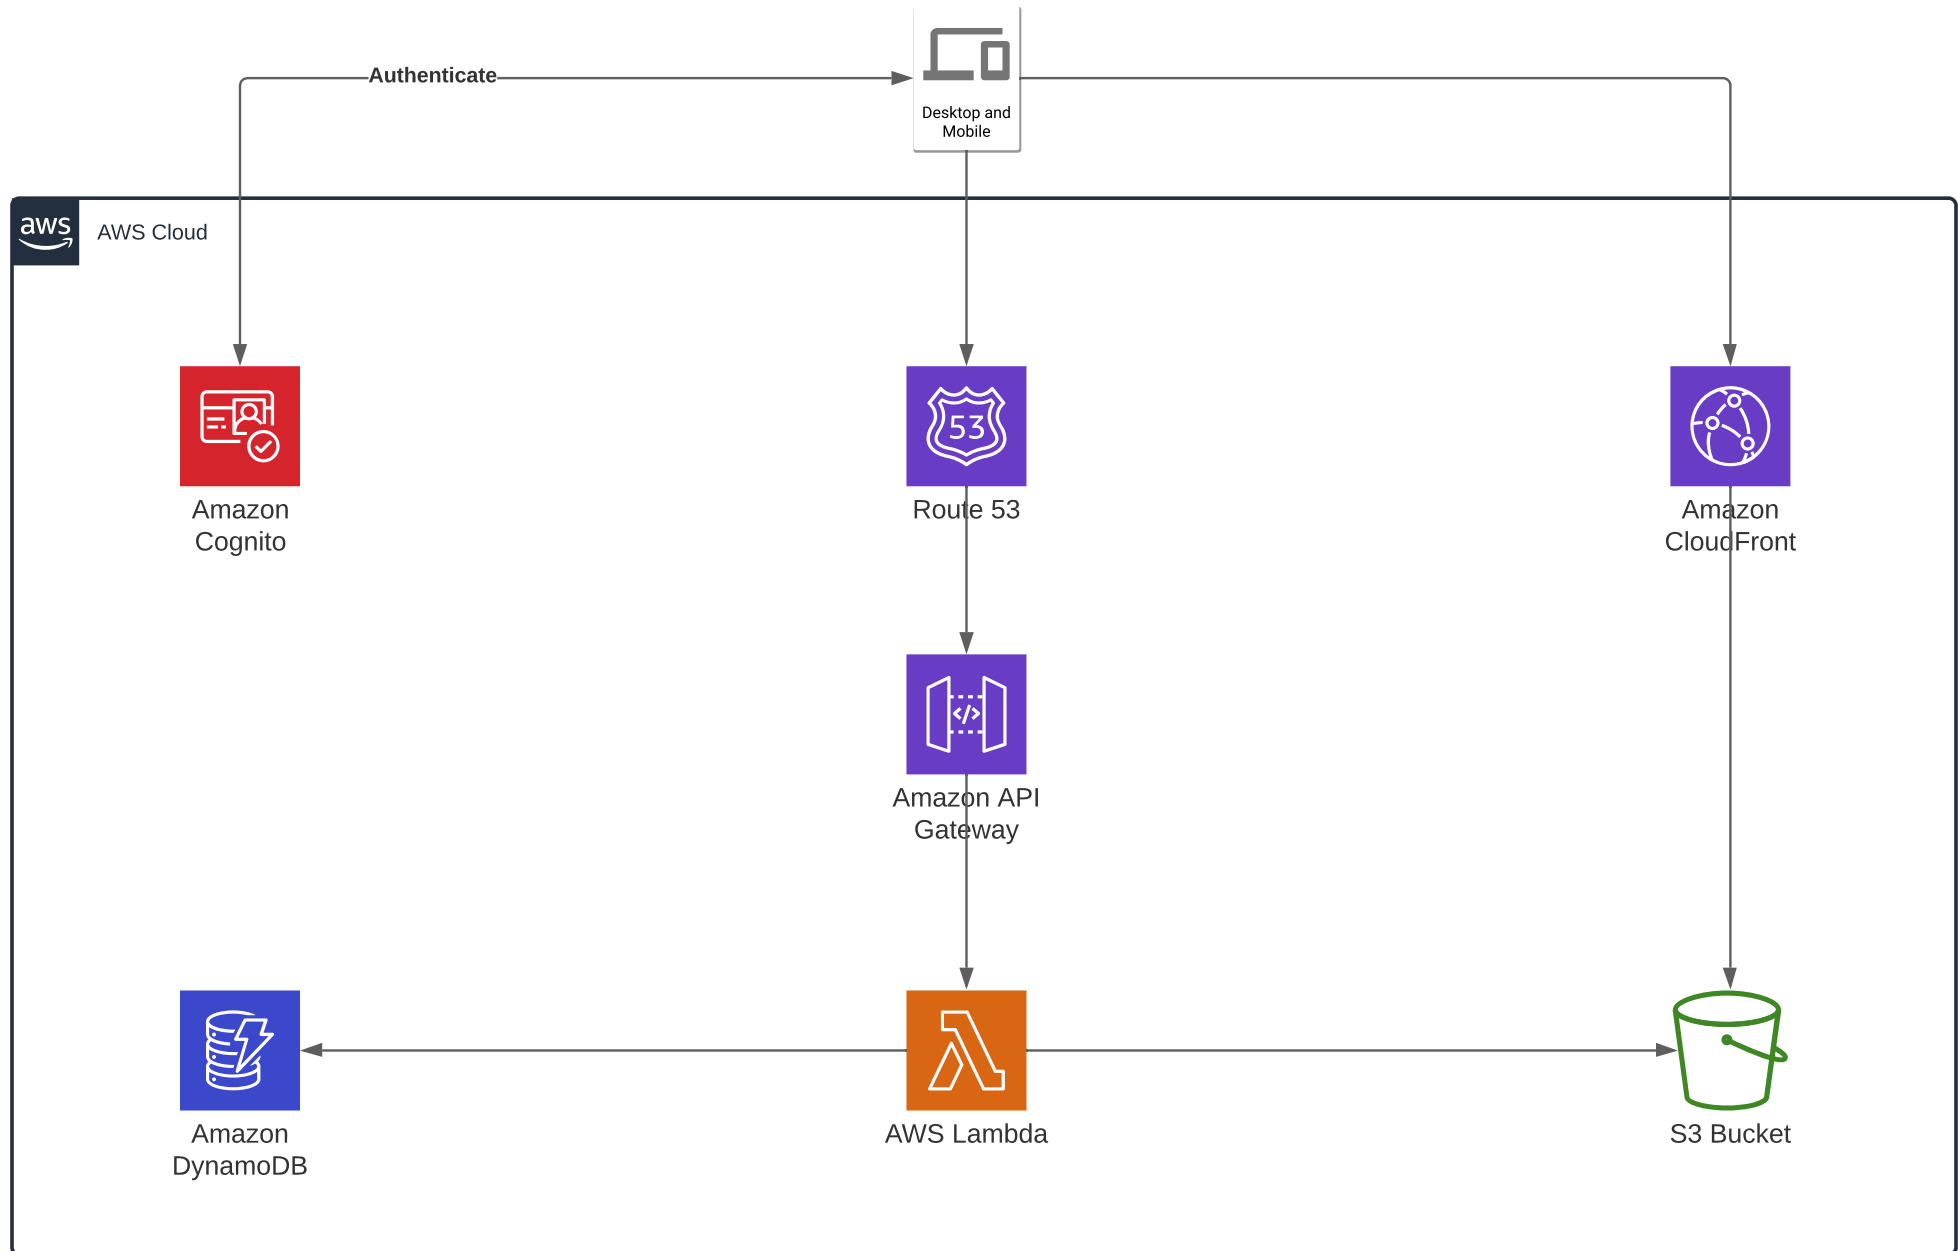 Authenticate
Desktop and
Mobile
aws
AWS Cloud
53
Amazon
Cognito
Route 53
Amazon
CloudFront
</>
Amazon API
Gateway
Amazon
DynamoDB
AWS Lambda
S3 Bucket